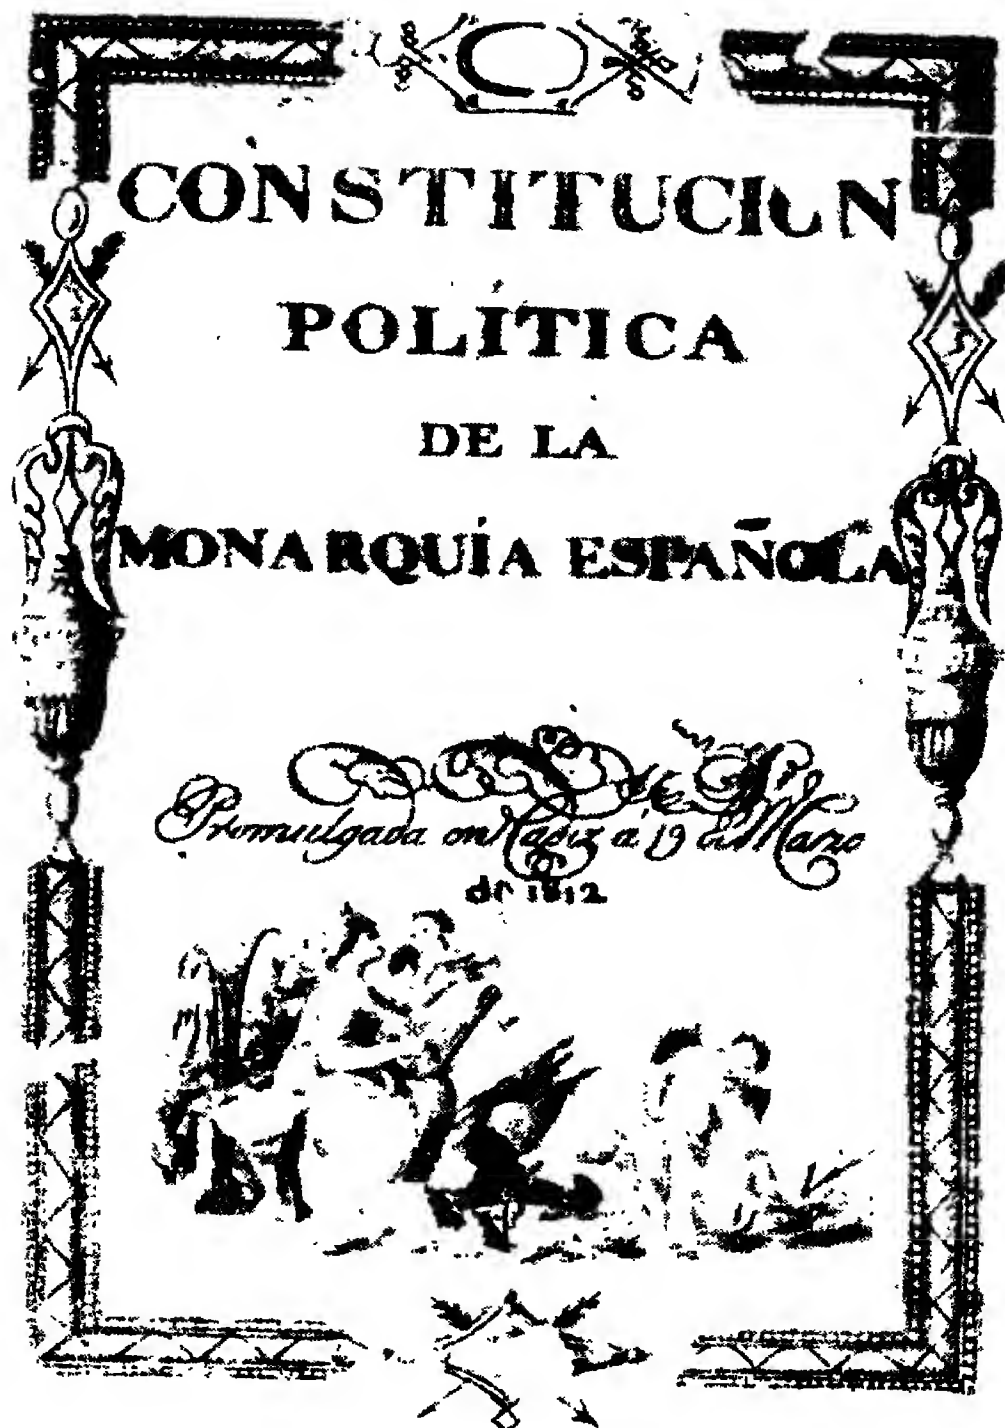 CONSTITUCION
POLÍTICA
DE LA
MONARQUÍA ESPAÑOLA
Promulgada en Cadiz á 19 de Marzo
de 1812